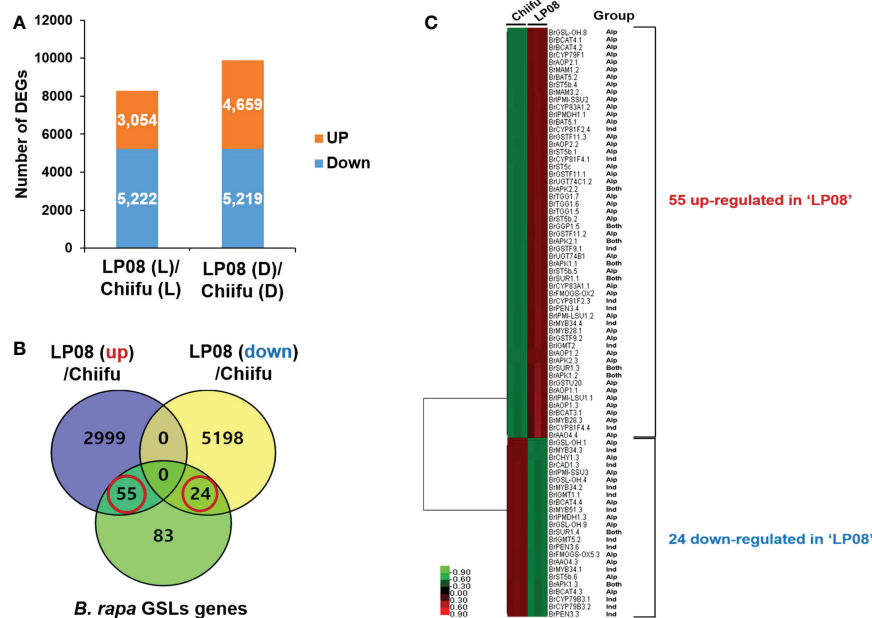 A
12000
10000
8000
6000
4000
2000
0
Number of DEGs
3,054
5,222
4,659
5,219
UP
Down
LP08 (L)/
Chiifu (L)
LP08 (D)/
Chiifu (D)
B
LP08 (up)
/Chiifu
LP08 (down)
/Chiifu
2999
0
5198
0
55
24
83
B. rapa GSLs genes
C
Chiifu
LP08
Group
BrGSL-OH.8 Alp
BrBCAT4.1 Alp
BrBCAT4.2 Alp
BrCYP79F1 Alp
BrAOP2.1 Alp
BrMAM1.2 Alp
BrBAT5.2 Alp
BrST5b.4 Alp
BrMAM3.2 Alp
BrIPMI-SSU2 Alp
BrCYP83A1.2 Alp
BrIPMDH1.1 Alp
BrBAT5.1 Alp
BrCYP81F2.4 Ind
BrGSTF11.3 Alp
BrAOP2.2 Alp
BrST5b.1 Alp
BrCYP81F4.1 Ind
BrST5c Alp
BrGSTF11.1 Alp
BrUGT74C1.2 Alp
BrAPK2.2 Both
BrTGG1.7 Alp
BrTGG1.6 Alp
BrTGG1.5 Alp
BrST5b.2 Alp
BrGGP1.5 Both
BrGSTF11.2 Alp
BrAPK2.1 Both
BrGSTF9.1 Ind
BrUGT74B1 Alp
BrAPK1.1 Both
BrST5b.5 Alp
BrSUR1.1 Both
BrCYP83A1.1 Alp
BrFMOGS-OX2 Alp
BrCYP81F2.3 Ind
BrPEN3.4 Ind
BrIPMI-LSU1.2 Alp
BrMYB34.4 Ind
BrMYB28.1 Alp
BrGSTF9.2 Alp
BrIGMT2 Ind
BrAOP1.2 Alp
BrAPK2.3 Alp
BrSUR1.3 Both
BrAPK1.2 Both
BrGSTU20 Alp
BrAOP1.1 Alp
BrIPMI-LSU1.1 Alp
BrAOP1.3 Alp
BrBCAT3.1 Alp
BrMYB28.3 Alp
BrCYP81F4.4 Ind
BrAAO4.4 Alp
BrGSL-OH.1 Alp
BrMYB34.3 Ind
BrCHY1.3 Alp
BrCAD1.3 Ind
BrIPMI-SSU3 Alp
BrGSL-OH.4 Alp
BrMYB34.2 Ind
BrIGMT1.1 Ind
BrBCAT4.4 Alp
BrMYB51.3 Ind
BrIPMDH1.3 Alp
BrGSL-OH.9 Alp
BrSUR1.4 Both
BrIGMT5.2 Ind
BrPEN3.6 Ind
BrFMOGS-OX5.3 Alp
BrAAO4.3 Alp
BrMYB34.1 Ind
BrST5b.6 Alp
BrAPK1.3 Both
BrBCAT4.3 Alp
BrCYP79B3.1 Ind
BrCYP79B3.2 Ind
BrPEN3.3 Ind
55 up-regulated in 'LP08'
24 down-regulated in 'LP08'
-0.90
-0.60
-0.30
0.00
0.30
0.60
0.90